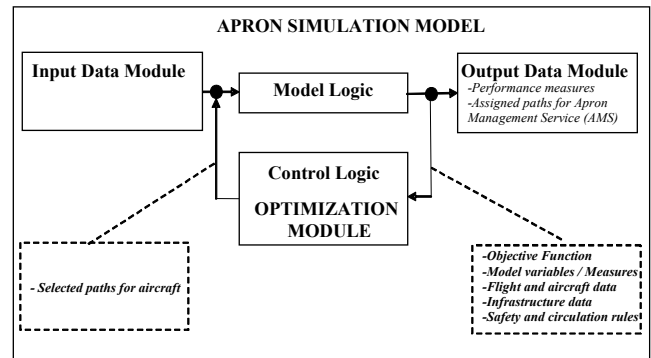 APRON SIMULATION MODEL
Input Data Module
Model Logic
Output Data Module
-Performance measures
-Assigned paths for Apron
Management Service (AMS)
Control Logic
OPTIMIZATION
MODULE
- Selected paths for aircraft
-Objective Function
-Model variables / Measures
-Flight and aircraft data
-Infrastructure data
-Safety and circulation rules